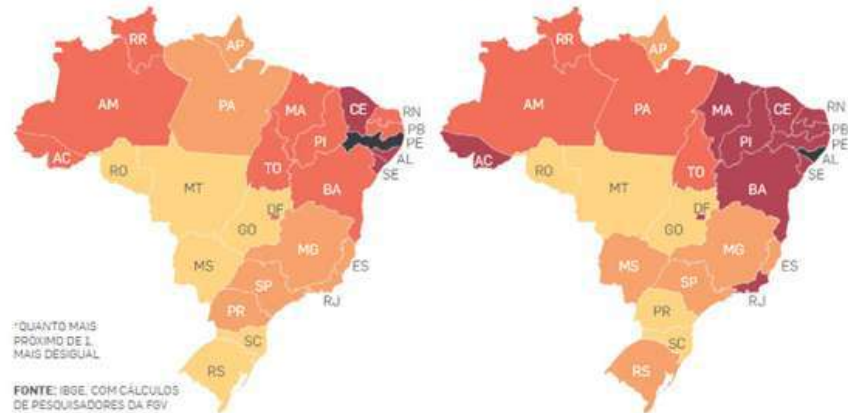 RR
AP
AM
PA
MA
CE
RN
PB
PE
AL
SE
PI
AC
TO
RO
BA
MT
DF
GO
MG
ES
MS
SP
RJ
PR
SC
RS
*QUANTO MAIS
PRÓXIMO DE 1,
MAIS DESIGUAL
FONTE: IBGE, COM CÁLCULOS
DE PESQUISADORES DA FGV
RR
AP
AM
PA
MA
CE
RN
PB
PE
AL
SE
PI
AC
TO
RO
BA
MT
DF
GO
MG
ES
MS
SP
RJ
PR
SC
RS